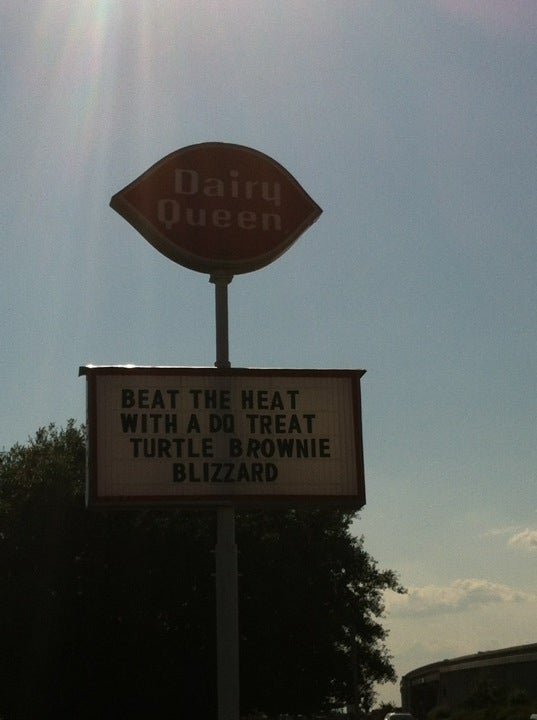 Dairy
Queen
BEAT THE HEAT
WITH A DQ TREAT
TURTLE BROWNIE
BLIZZARD